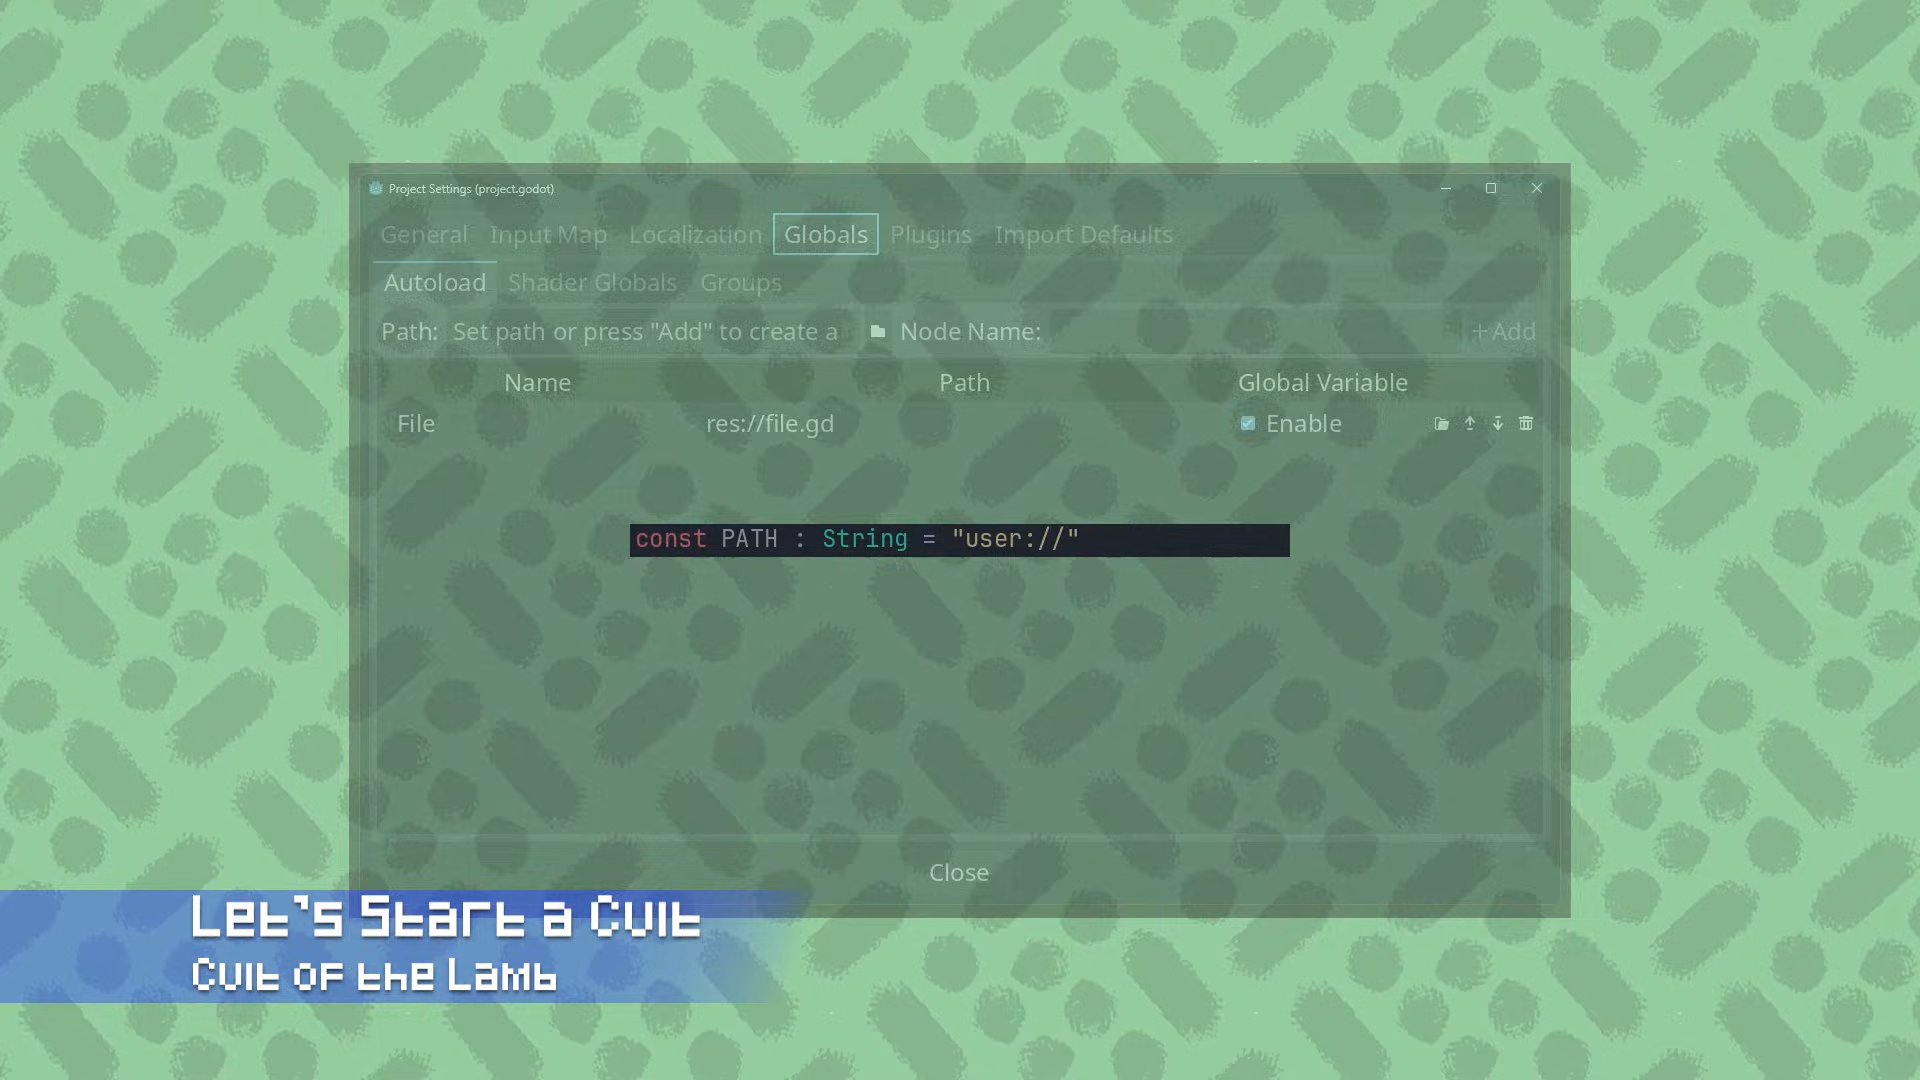 Project Settings (project.godot)
General Input Map Localization Globals Plugins Import Defaults
Autoload Shader Globals Groups
Path: Set path or press "Add" to create a Node Name: +Add
Name Path Global Variable
File res://file.gd Enable
const PATH : String = "user://"
Close
Let's Start a Cult
Cult of the Lamb